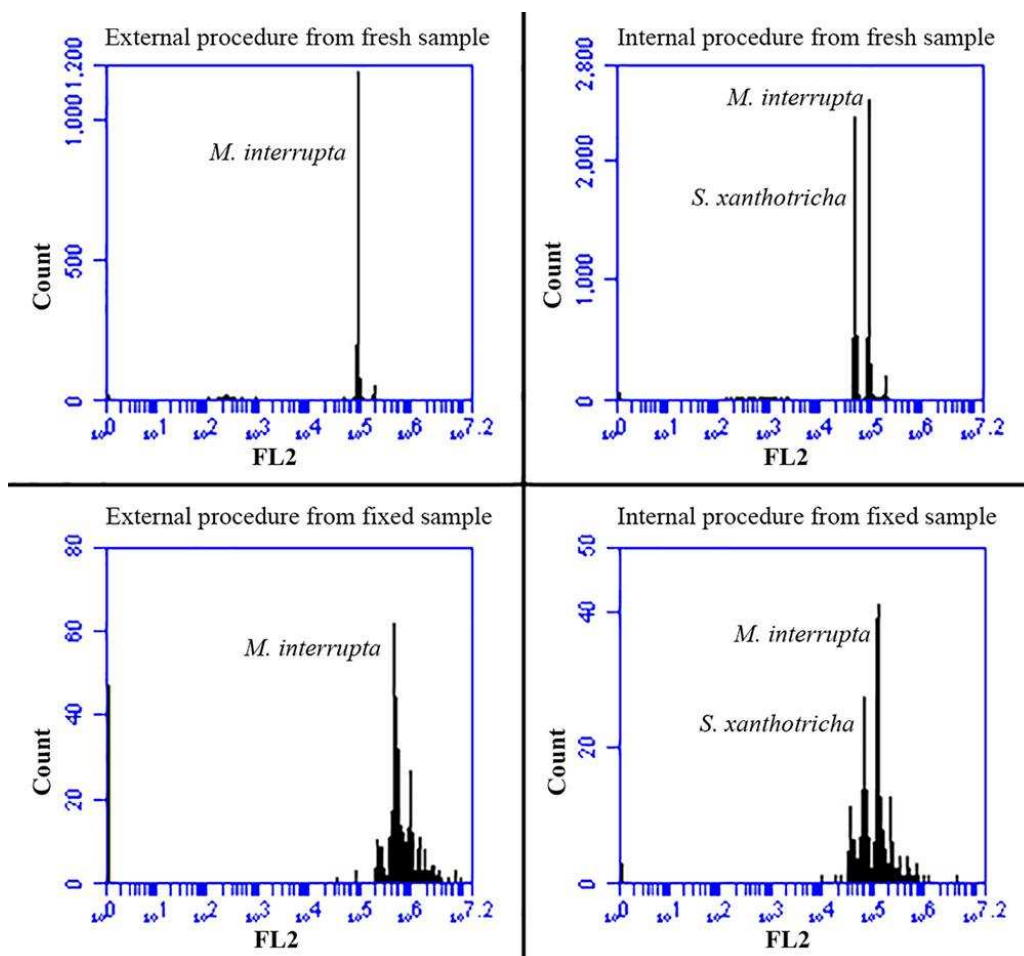 External procedure from fresh sample
1,200
1,000
500
0
Count
M. interrupta
10^0 10^1 10^2 10^3 10^4 10^5 10^6 10^7.2
FL2
Internal procedure from fresh sample
2,800
2,000
1,000
0
Count
M. interrupta
S. xanthotricha
10^0 10^1 10^2 10^3 10^4 10^5 10^6 10^7.2
FL2
External procedure from fixed sample
80
60
40
20
0
Count
M. interrupta
10^0 10^1 10^2 10^3 10^4 10^5 10^6 10^7.2
FL2
Internal procedure from fixed sample
50
40
20
0
Count
M. interrupta
S. xanthotricha
10^0 10^1 10^2 10^3 10^4 10^5 10^6 10^7.2
FL2